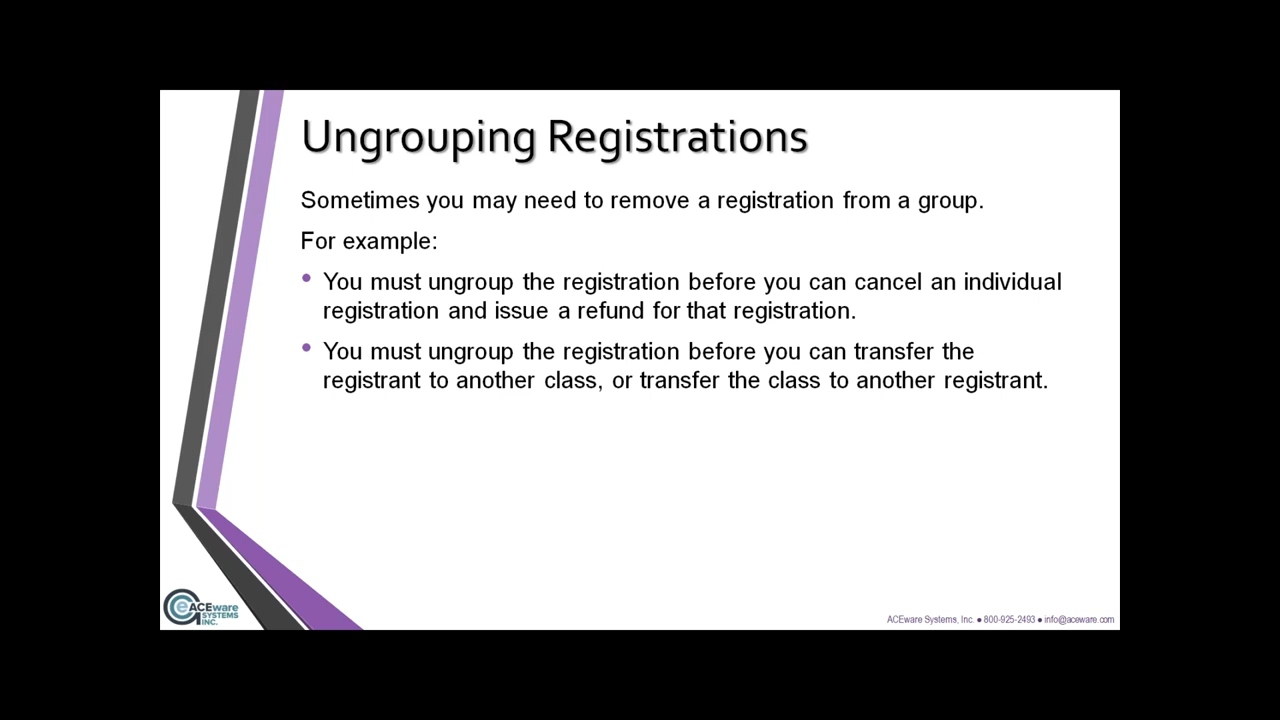 Ungrouping Registrations
Sometimes you may need to remove a registration from a group.
For example:
• You must ungroup the registration before you can cancel an individual
registration and issue a refund for that registration.
• You must ungroup the registration before you can transfer the
registrant to another class, or transfer the class to another registrant.
ACEware
SYSTEMS
INC.
ACEware Systems, Inc. ● 800-925-2493 ● info@aceware.com